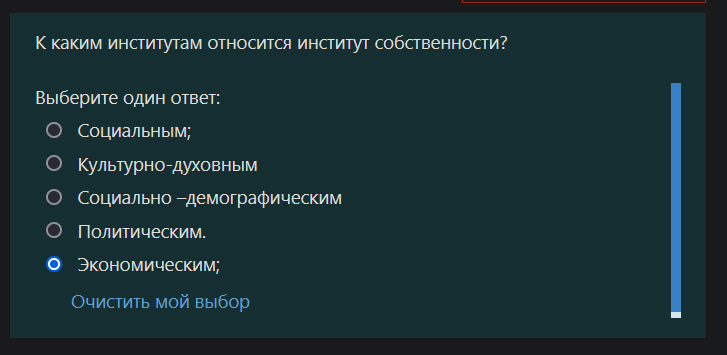 К каким институтам относится институт собственности?
Выберите один ответ:
Социальным;
Культурно-духовным
Социально –демографическим
Политическим.
Экономическим;
Очистить мой выбор